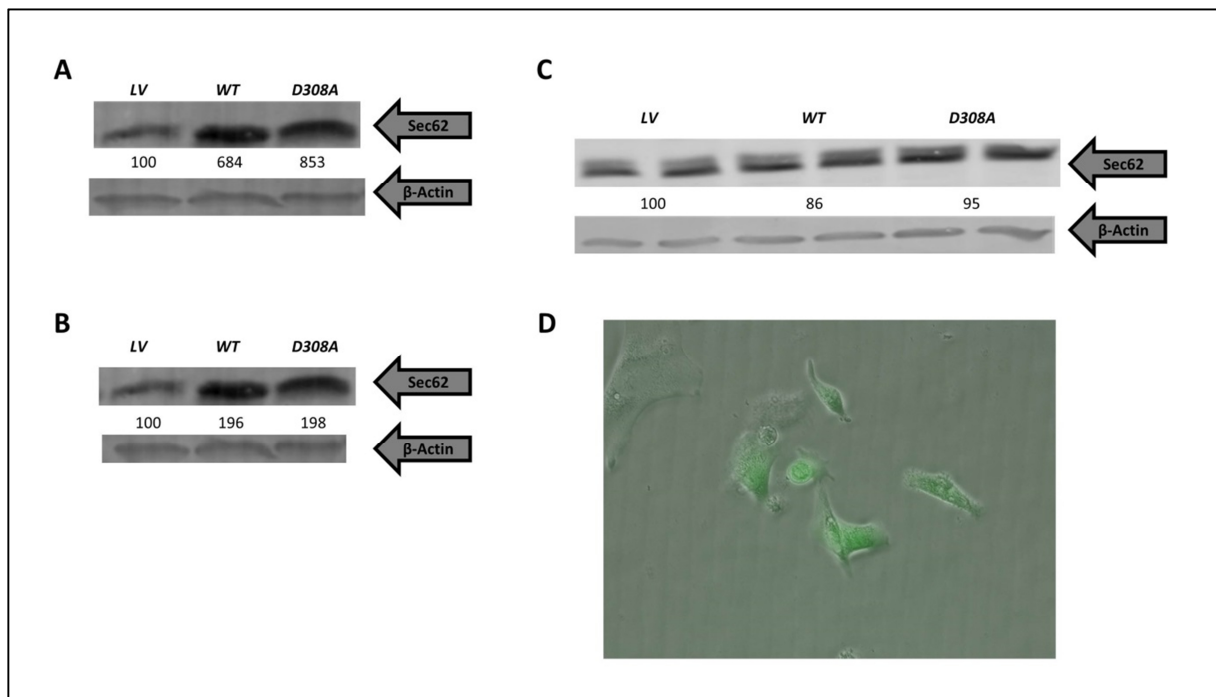 A
LV WT D308A
Sec62
100 684 853
β-Actin
B
LV WT D308A
Sec62
100 196 198
β-Actin
C
LV WT D308A
Sec62
100 86 95
β-Actin
D